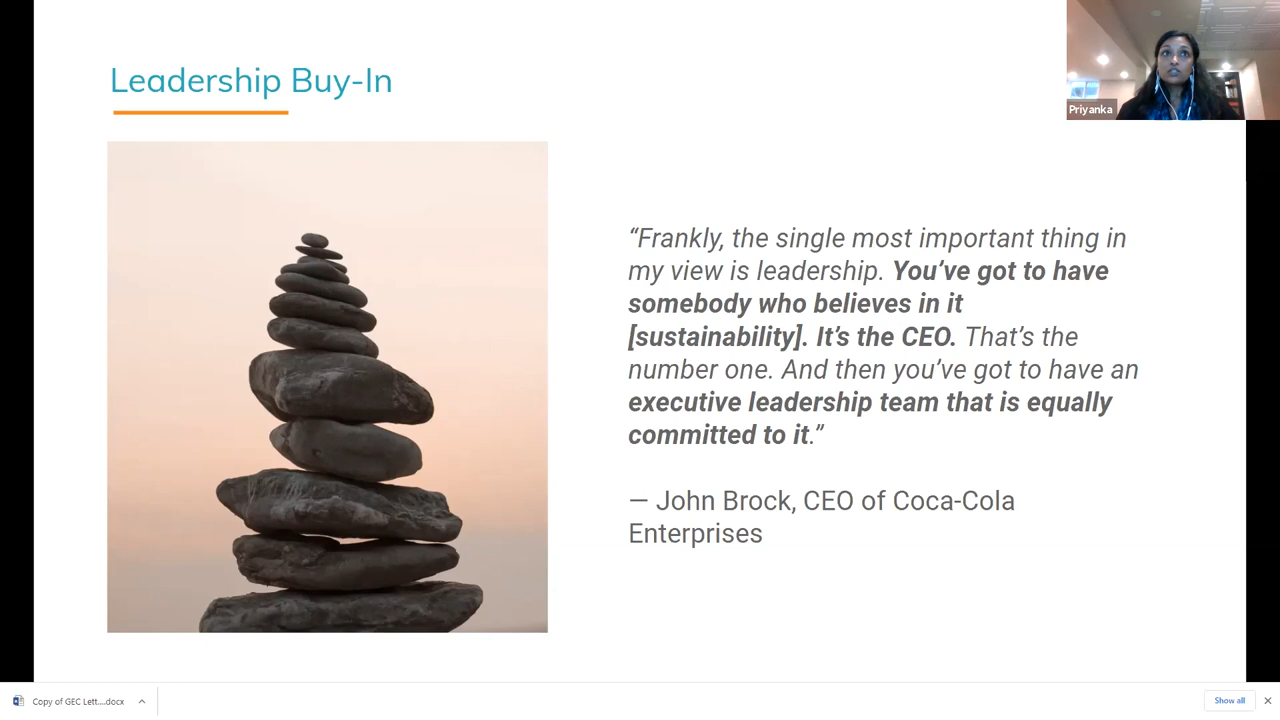 Leadership Buy-In
Priyanka
“Frankly, the single most important thing in
my view is leadership. You’ve got to have
somebody who believes in it
[sustainability]. It’s the CEO. That’s the
number one. And then you’ve got to have an
executive leadership team that is equally
committed to it.”
— John Brock, CEO of Coca-Cola
Enterprises
Copy of GEC Lett....docx
Show all